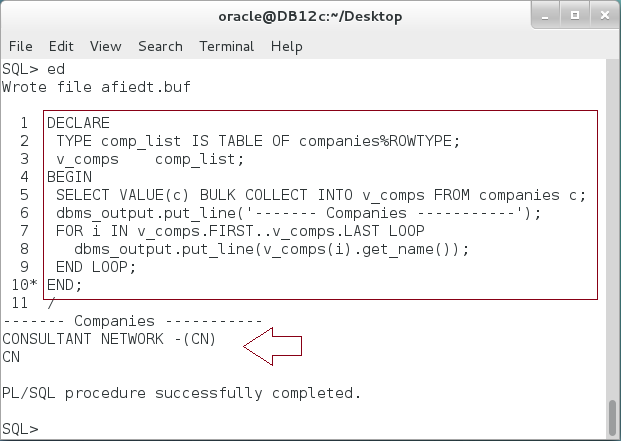 oracle@DB12c:~/Desktop
File Edit View Search Terminal Help
SQL> ed
Wrote file afiedt.buf
1 DECLARE
2 TYPE comp_list IS TABLE OF companies%ROWTYPE;
3 v_comps comp_list;
4 BEGIN
5 SELECT VALUE(c) BULK COLLECT INTO v_comps FROM companies c;
6 dbms_output.put_line('------- Companies -----------');
7 FOR i IN v_comps.FIRST..v_comps.LAST LOOP
8 dbms_output.put_line(v_comps(i).get_name());
9 END LOOP;
10* END;
11 /
------- Companies -----------
CONSULTANT NETWORK -(CN)
CN
PL/SQL procedure successfully completed.
SQL>